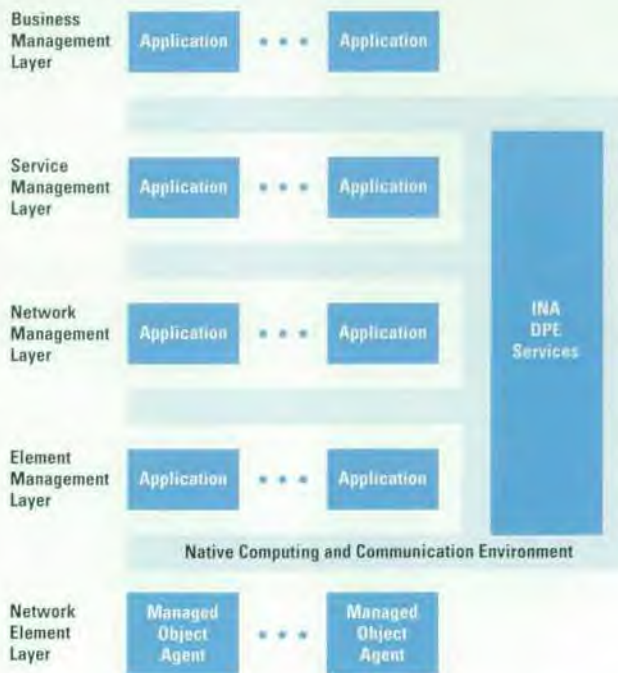 Business
Management
Layer
Application
Application
Service
Management
Layer
Application
Application
Network
Management
Layer
Application
Application
INA
DPE
Services
Element
Management
Layer
Application
Application
Native Computing and Communication Environment
Network
Element
Layer
Managed
Object
Agent
Managed
Object
Agent